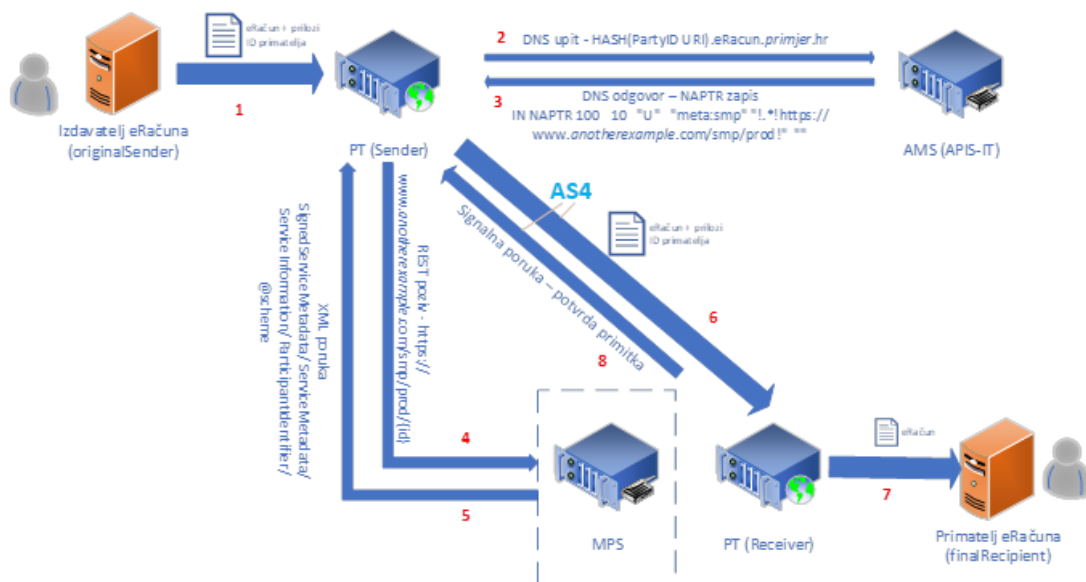 eRačun + prilozi
ID primatelja
1
Izdavatelj eRačuna
(originalSender)
PT (Sender)
2
DNS upit - HASH(PartyID URI).eRacun.primjer.hr
3
DNS odgovor – NAPTR zapis
IN NAPTR 100 10 "U" "meta:smp" "!.*!https://
www.anotherexample.com/smp/prod!" ""
AMS (APIS-IT)
AS4
Signalna poruka – potvrda primitka
eRačun + prilozi
ID primatelja
6
8
XML poruka
SignedServiceMetadata/ServiceMetadata/
Service Information/ ParticipantIdentifier/
@scheme
REST poziv - https://
www.anotherexample.com/smp/prod/{id}
4
5
MPS
PT (Receiver)
eRačun
7
Primatelj eRačuna
(finalRecipient)